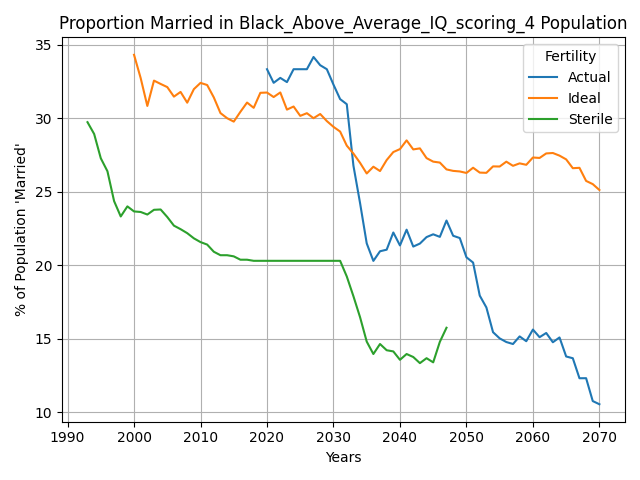 Proportion Married in Black_Above_Average_IQ_scoring_4 Population
% of Population 'Married'
35
30
25
20
15
10
1990 2000 2010 2020 2030 2040 2050 2060 2070
Years
Fertility
Actual
Ideal
Sterile